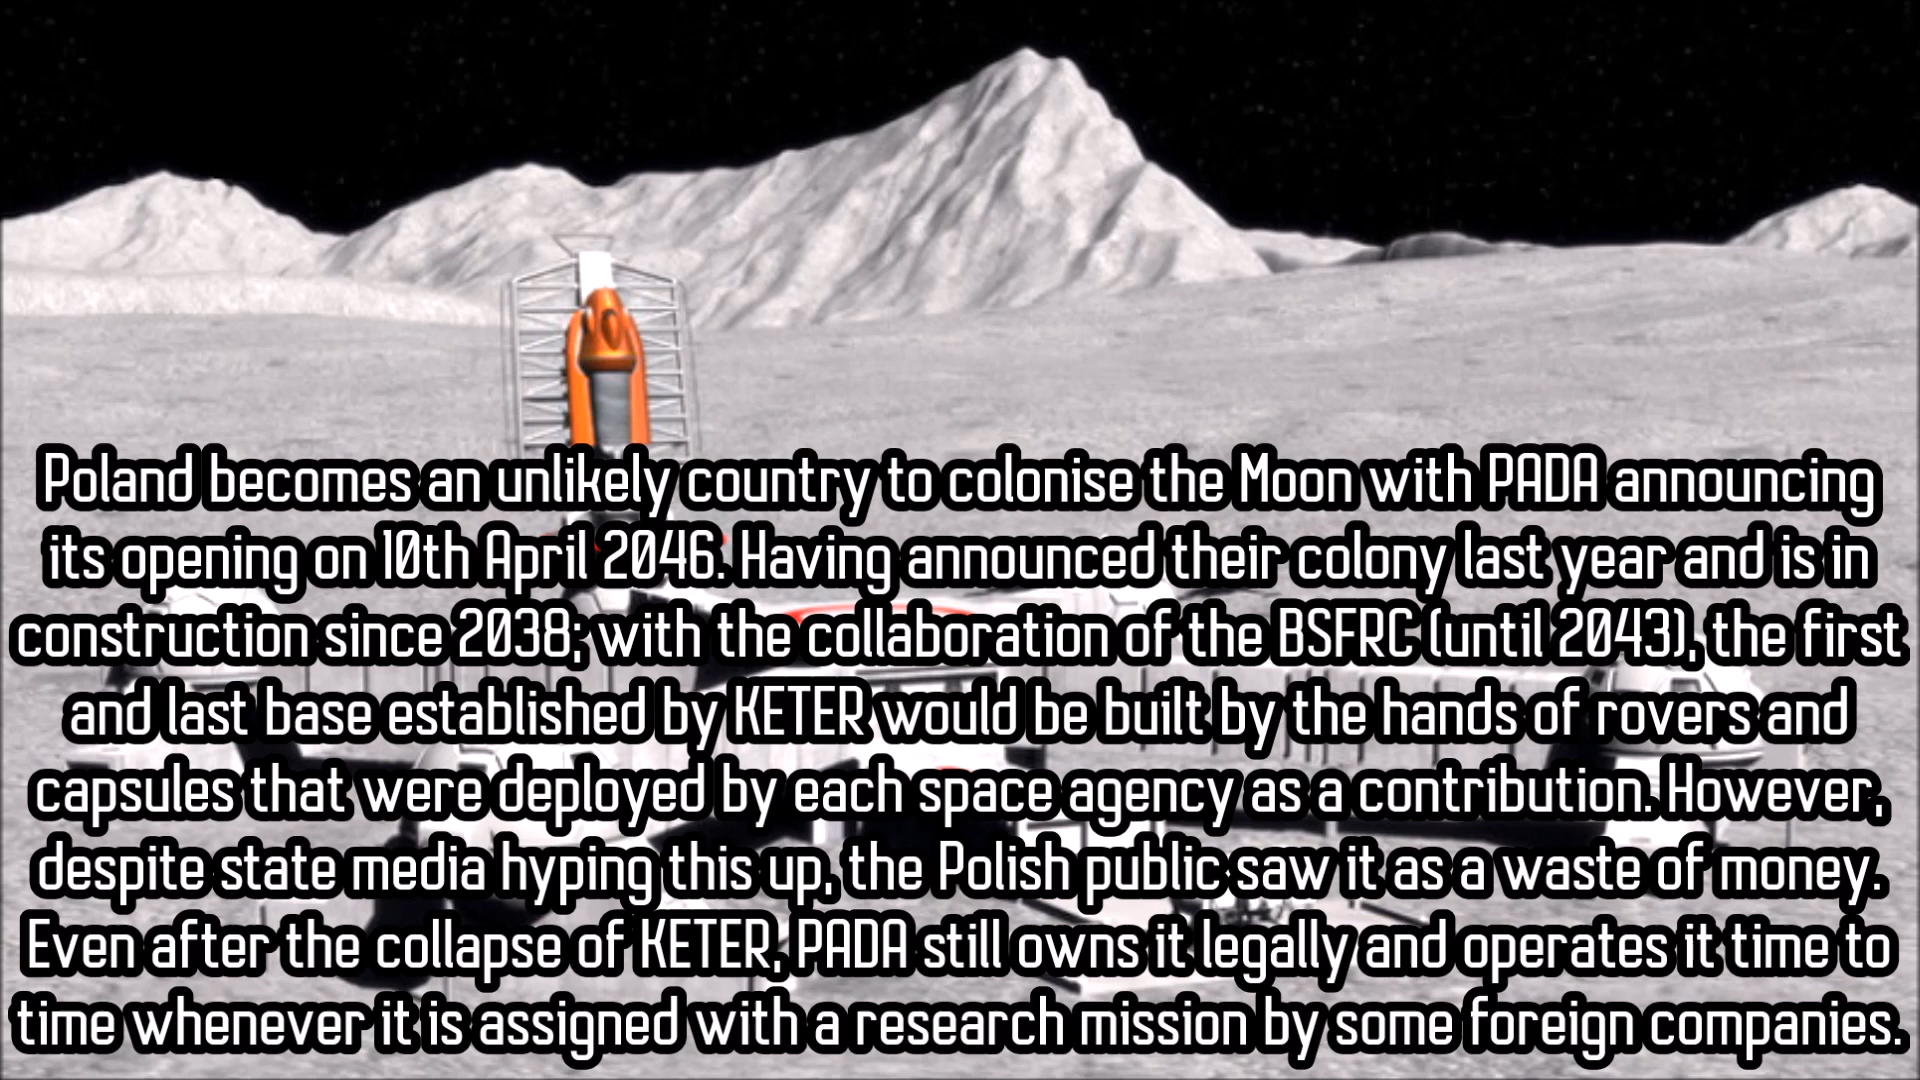 Poland becomes an unlikely country to colonise the Moon with PADA announcing
its opening on 10th April 2046. Having announced their colony last year and is in
construction since 2038; with the collaboration of the BSFRC (until 2043), the first
and last base established by KETER would be built by the hands of rovers and
capsules that were deployed by each space agency as a contribution. However,
despite state media hyping this up, the Polish public saw it as a waste of money.
Even after the collapse of KETER, PADA still owns it legally and operates it time to
time whenever it is assigned with a research mission by some foreign companies.